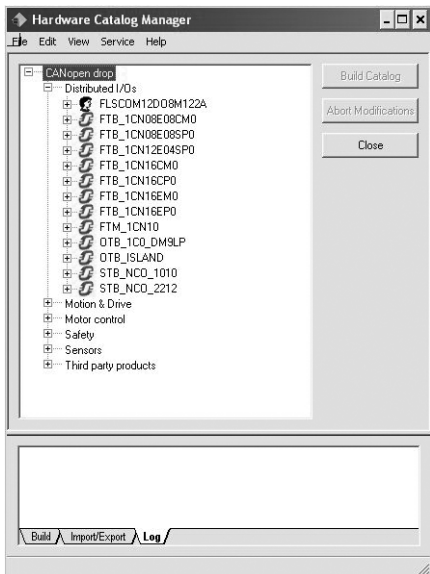 Hardware Catalog Manager
File Edit View Service Help
CANopen drop
Build Catalog
Distributed I/Os
FLSCOM12DO8M122A
Abort Modifications
FTB_1CN08E08CM0
FTB_1CN08E08SP0
Close
FTB_1CN12E04SP0
FTB_1CN16CM0
FTB_1CN16CP0
FTB_1CN16EM0
FTB_1CN16EP0
FTM_1CN10
OTB_1C0_DM9LP
OTB_ISLAND
STB_NCO_1010
STB_NCO_2212
Motion & Drive
Motor control
Safety
Sensors
Third party products
Build Import/Export Log